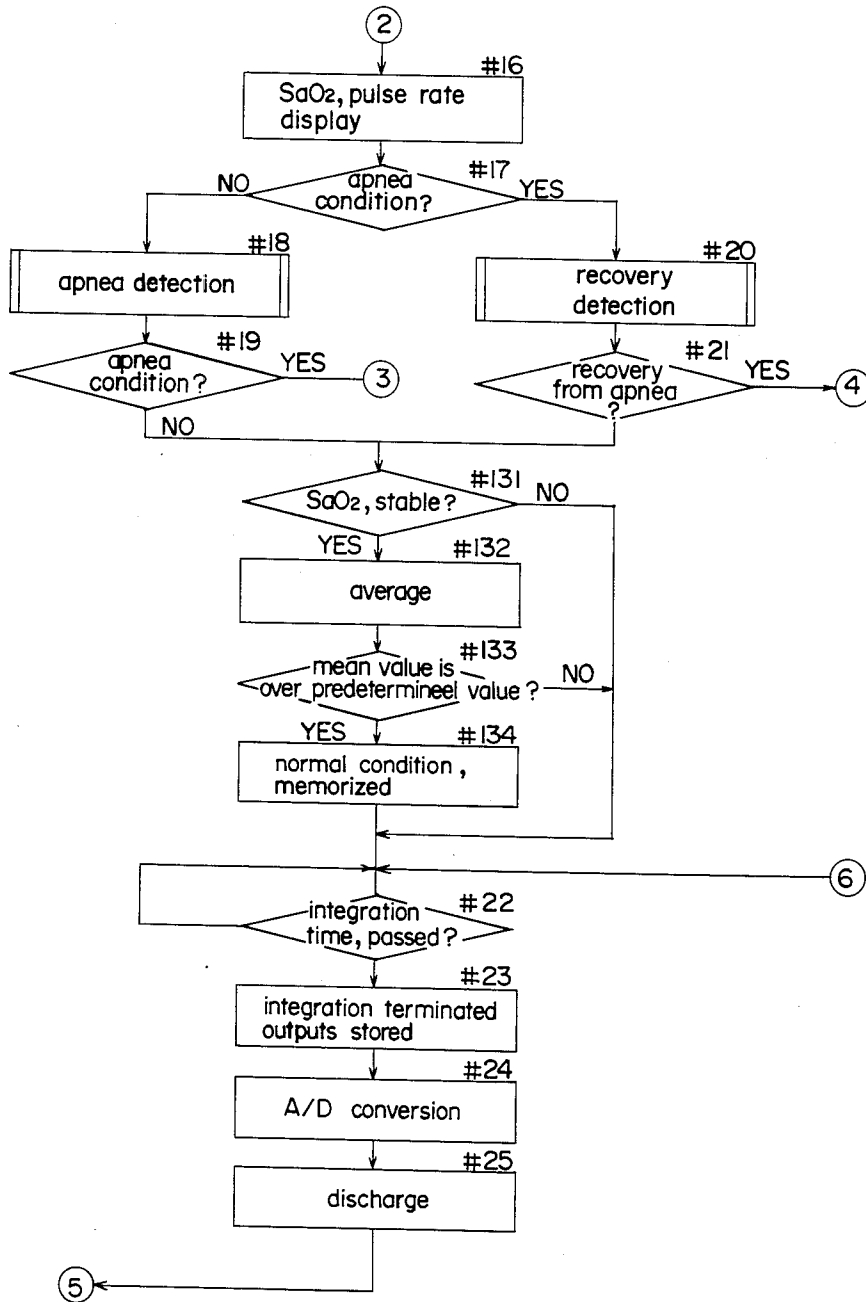 2
#16
SaO2, pulse rate
display
#17
NO
apnea
condition?
YES
#18
apnea detection
#20
recovery
detection
#19
apnea
condition?
YES
3
#21
recovery
from apnea
?
YES
4
NO
#131
SaO2, stable?
NO
YES
#132
average
#133
mean value is
over predetermineel value?
NO
YES
#134
normal condition,
memorized
6
#22
integration
time, passed?
#23
integration terminated
outputs stored
#24
A/D conversion
#25
discharge
5